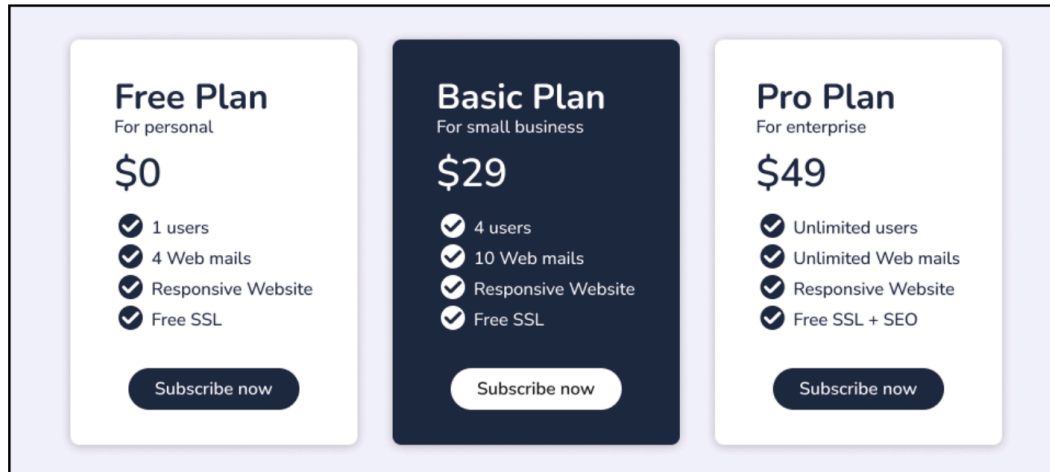 Free Plan
For personal
$0
1 users
4 Web mails
Responsive Website
Free SSL
Subscribe now
Basic Plan
For small business
$29
4 users
10 Web mails
Responsive Website
Free SSL
Subscribe now
Pro Plan
For enterprise
$49
Unlimited users
Unlimited Web mails
Responsive Website
Free SSL + SEO
Subscribe now